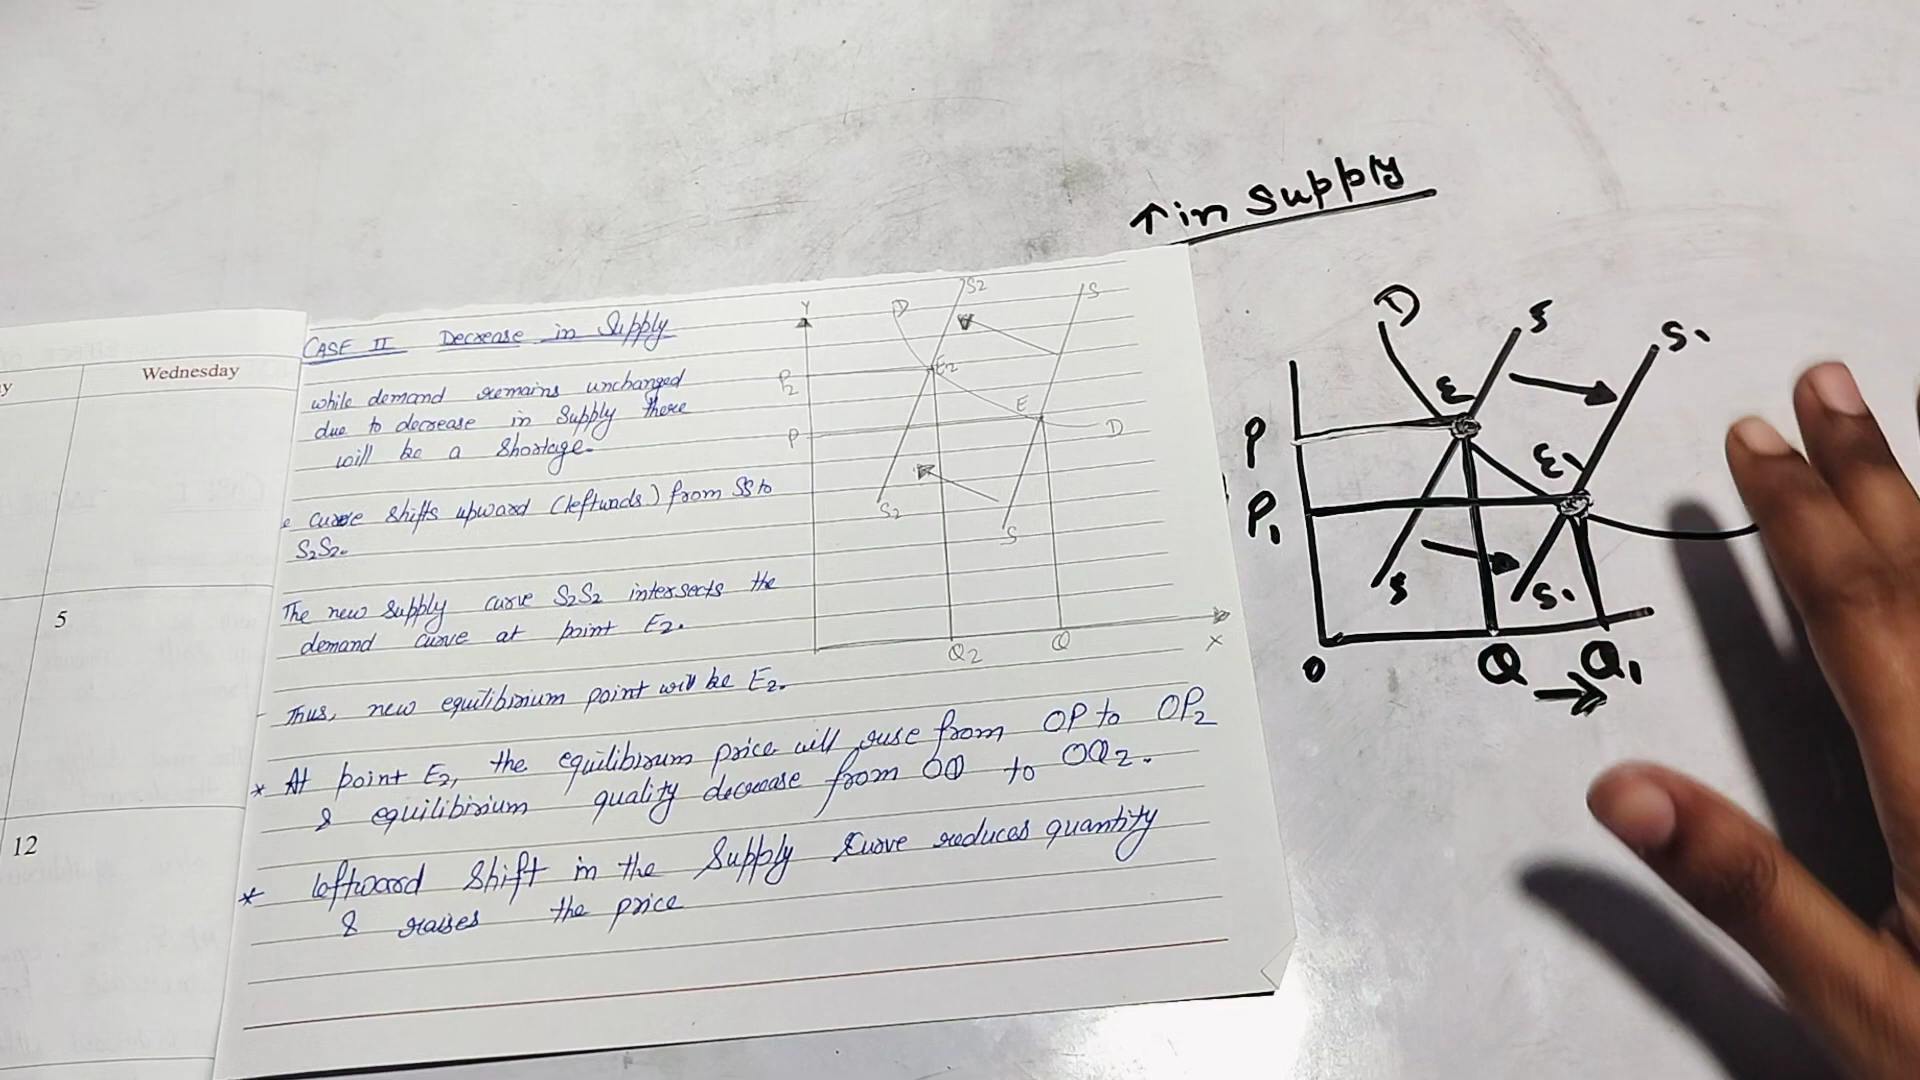 ↑ in Supply
Wednesday
5
12
CASE II Decrease in Supply
while demand remains unchanged
due to decrease in Supply there
will be a Shortage.
curve shifts upward (leftwards) from SS to
S2S2.
The new supply curve S2S2 intersects the
demand curve at point E2.
Thus, new equilibrium point will be E2.
* At point E2, the equilibrium price will ruse from OP to OP2
& equilibrium quality decrease from OQ to OQ2.
* leftward Shift in the Supply Curve reduces quantity
& raises the price
Y
D
S2
S
P2
E2
P
E
D
S2
S
Q2
Q
X
D
S
S1
P
E
E1
P1
S
S1
O
Q → Q1